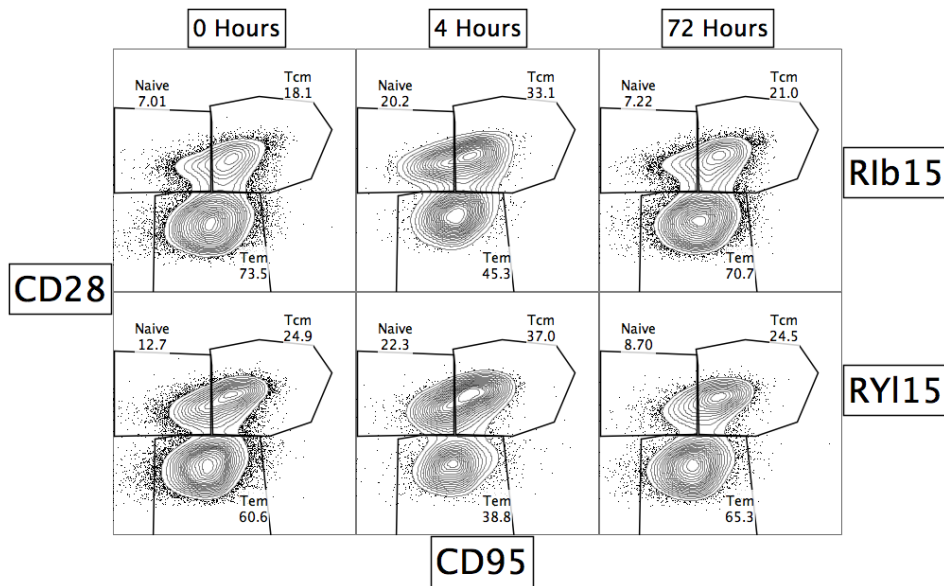 0 Hours 4 Hours 72 Hours
Naive 7.01 Tcm 18.1 Tem 73.5
Naive 20.2 Tcm 33.1 Tem 45.3
Naive 7.22 Tcm 21.0 Tem 70.7
RIb15
CD28
Naive 12.7 Tcm 24.9 Tem 60.6
Naive 22.3 Tcm 37.0 Tem 38.8
Naive 8.70 Tcm 24.5 Tem 65.3
RYl15
CD95